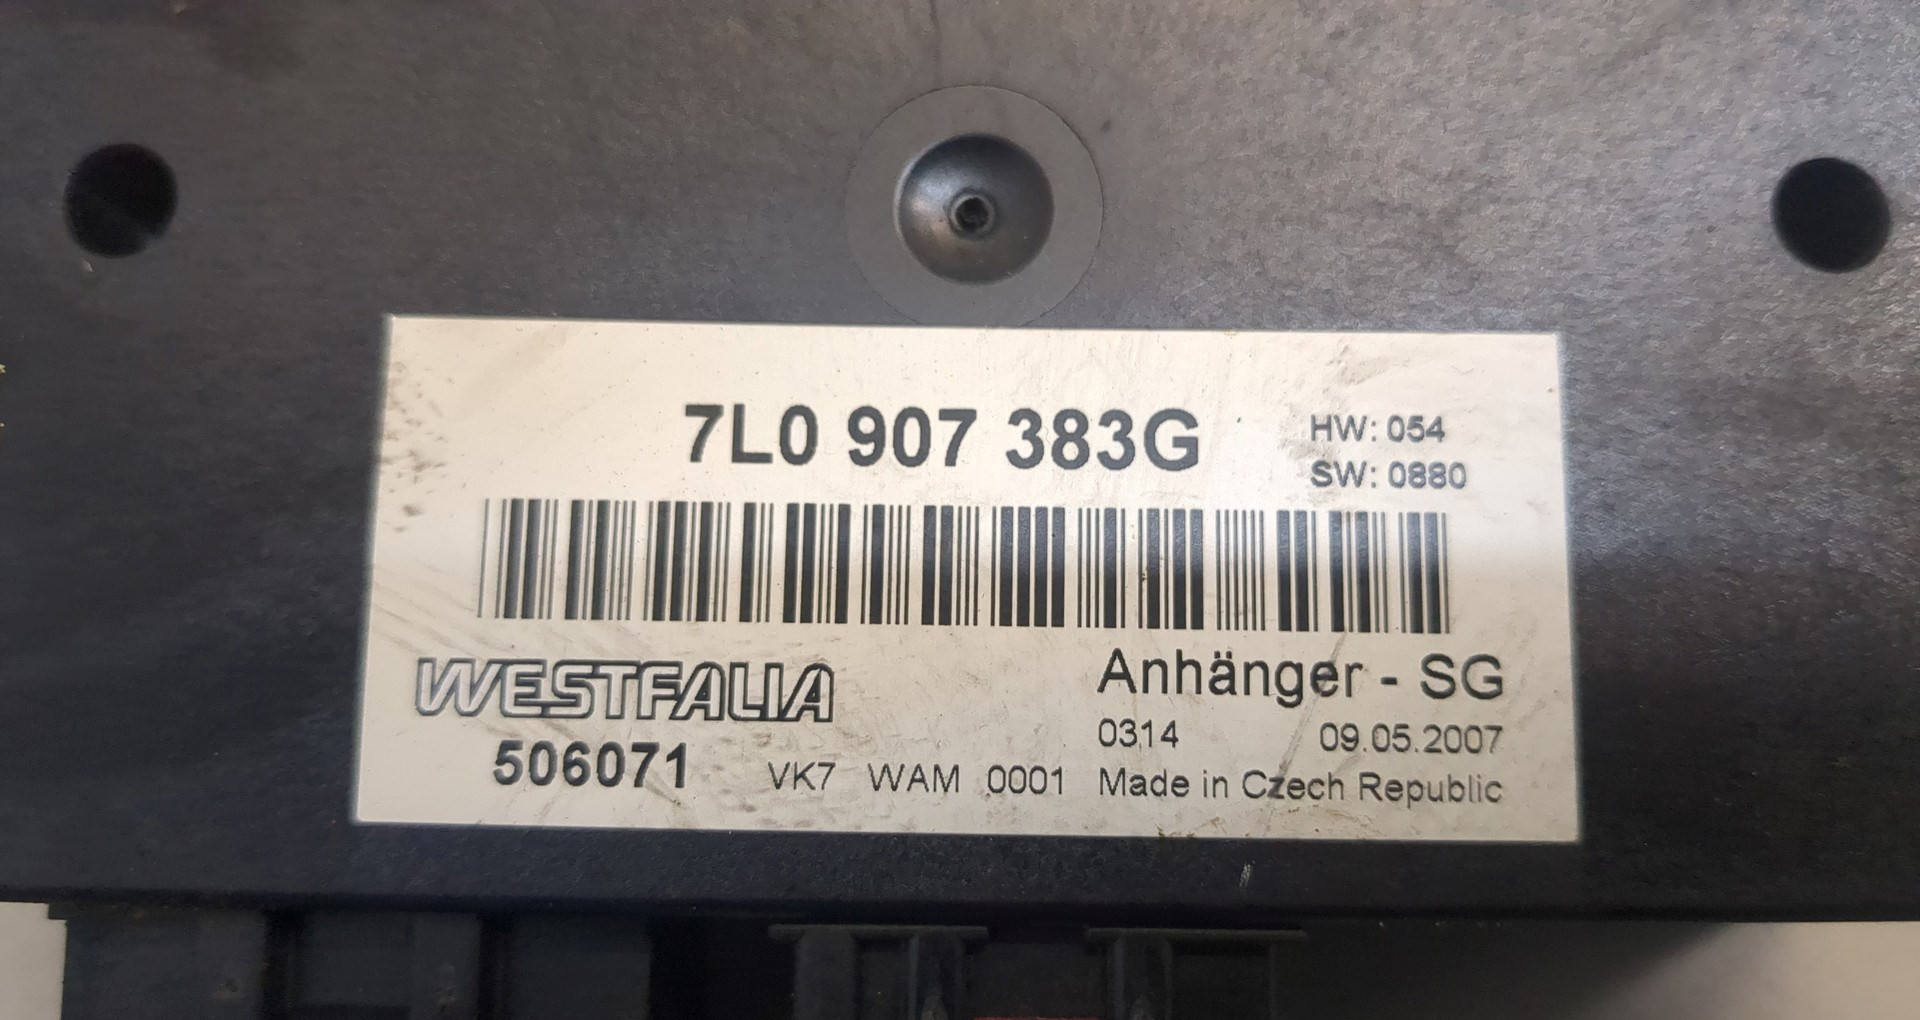 7L0 907 383G
HW: 054
SW: 0880
WESTFALIA
506071
VK7 WAM 0001
Anhänger - SG
0314 09.05.2007
Made in Czech Republic